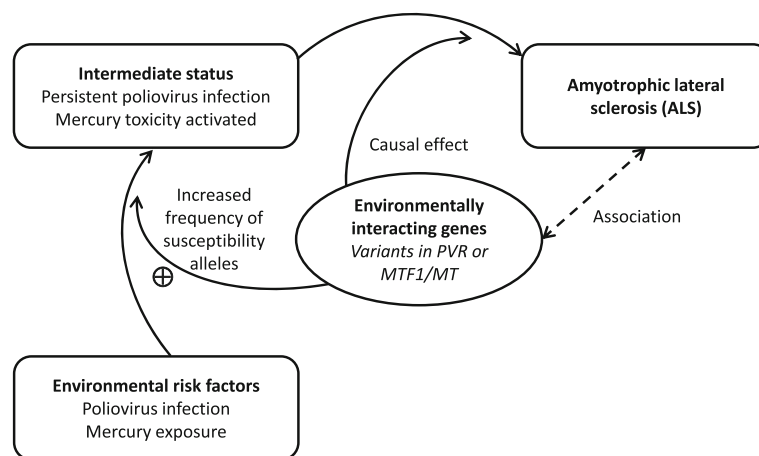 Intermediate status
Persistent poliovirus infection
Mercury toxicity activated
Amyotrophic lateral
sclerosis (ALS)
Causal effect
Increased
frequency of
susceptibility
alleles
Environmentally
interacting genes
Variants in PVR or
MTF1/MT
Association
Environmental risk factors
Poliovirus infection
Mercury exposure